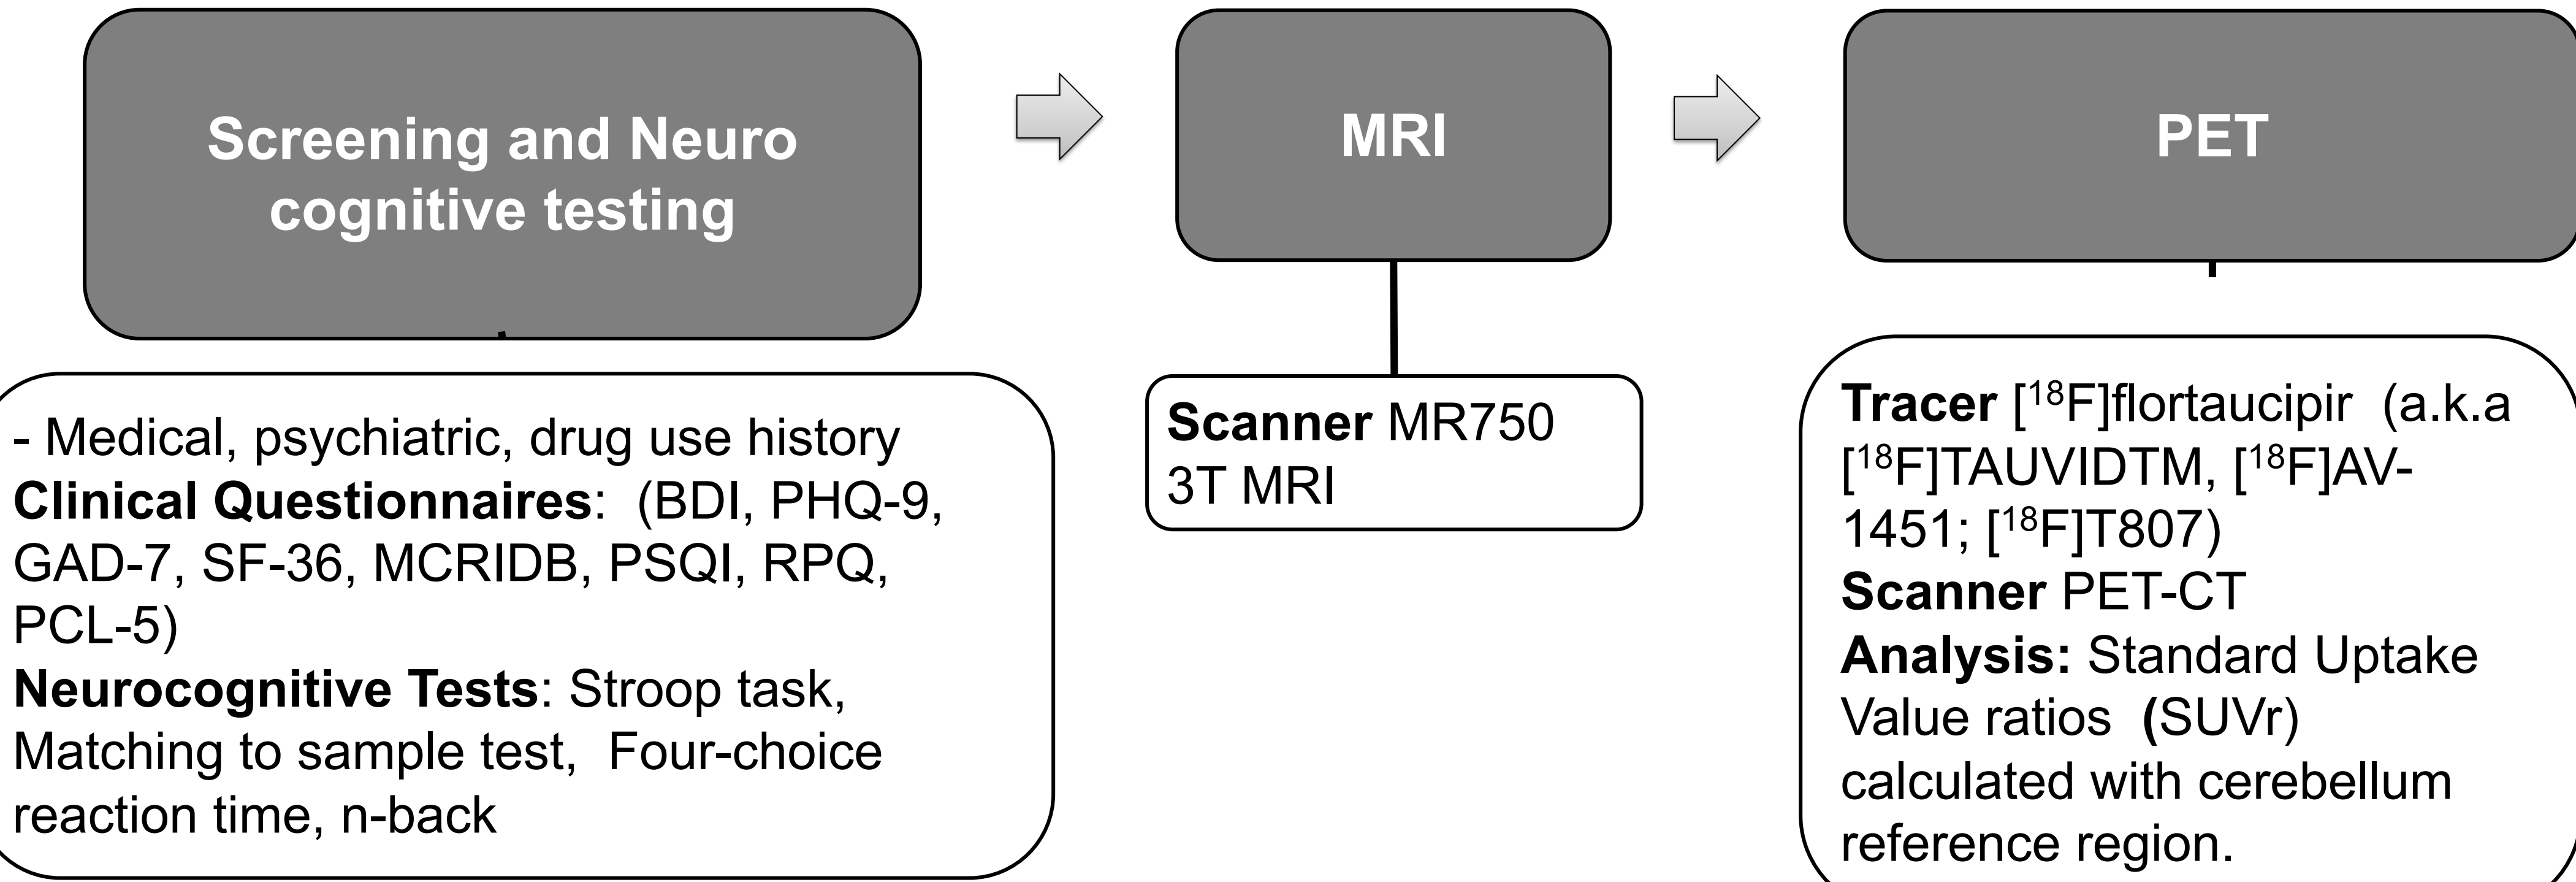 Screening and Neuro
cognitive testing
MRI
PET
- Medical, psychiatric, drug use history
Clinical Questionnaires: (BDI, PHQ-9,
GAD-7, SF-36, MCRIDB, PSQI, RPQ,
PCL-5)
Neurocognitive Tests: Stroop task,
Matching to sample test, Four-choice
reaction time, n-back
Scanner MR750
3T MRI
Tracer [¹⁸F]flortaucipir (a.k.a
[¹⁸F]TAUVIDTM, [¹⁸F]AV-
1451; [¹⁸F]T807)
Scanner PET-CT
Analysis: Standard Uptake
Value ratios (SUVr)
calculated with cerebellum
reference region.